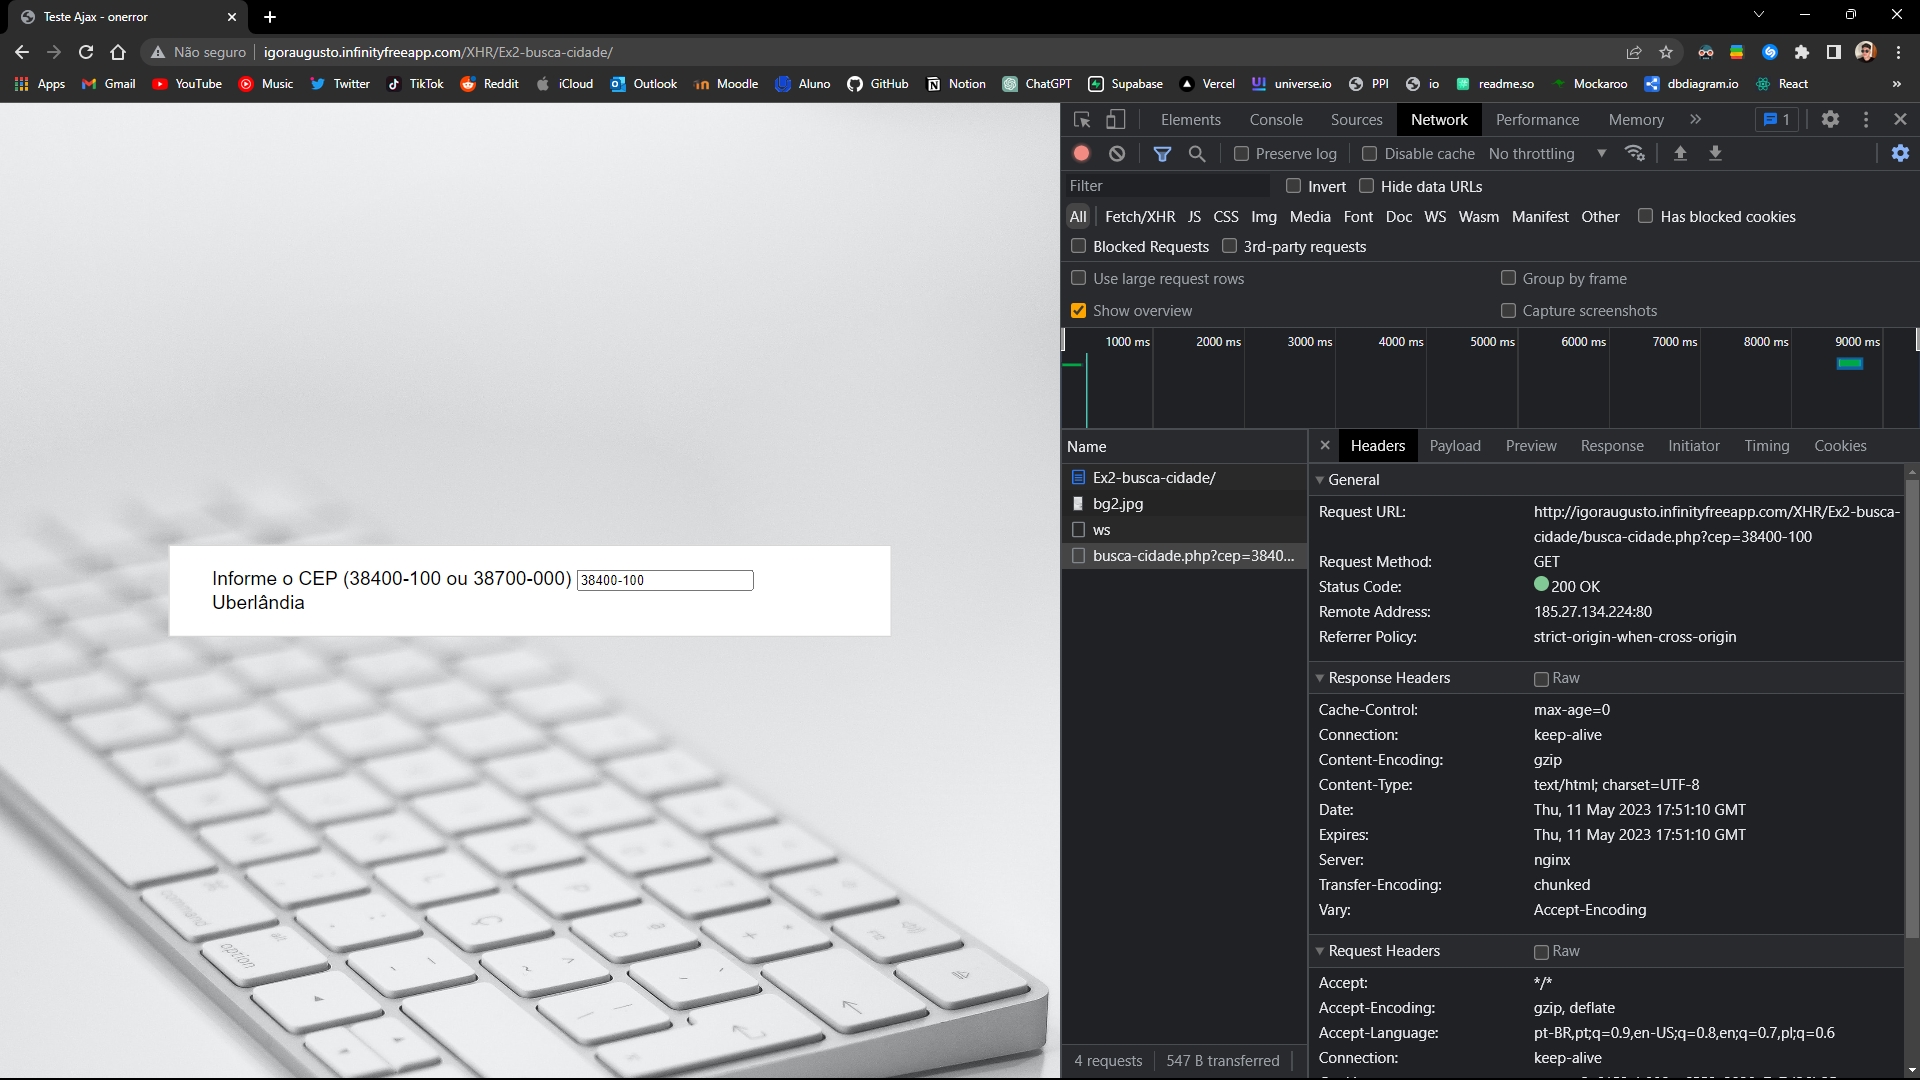 Teste Ajax - onerror
Não seguro igoraugusto.infinityfreeapp.com/XHR/Ex2-busca-cidade/
Apps Gmail YouTube Music Twitter TikTok Reddit iCloud Outlook Moodle Aluno GitHub Notion ChatGPT Supabase Vercel universe.io PPI io readme.so Mockaroo dbdiagram.io React »
Elements Console Sources Network Performance Memory » 1
Preserve log Disable cache No throttling
Filter Invert Hide data URLs
All Fetch/XHR JS CSS Img Media Font Doc WS Wasm Manifest Other Has blocked cookies
Blocked Requests 3rd-party requests
Use large request rows Group by frame
Show overview Capture screenshots
1000 ms 2000 ms 3000 ms 4000 ms 5000 ms 6000 ms 7000 ms 8000 ms 9000 ms
Name
Ex2-busca-cidade/
bg2.jpg
ws
busca-cidade.php?cep=3840...
4 requests 547 B transferred
Headers Payload Preview Response Initiator Timing Cookies
General
Request URL: http://igoraugusto.infinityfreeapp.com/XHR/Ex2-busca-
cidade/busca-cidade.php?cep=38400-100
Request Method: GET
Status Code: 200 OK
Remote Address: 185.27.134.224:80
Referrer Policy: strict-origin-when-cross-origin
Response Headers Raw
Cache-Control: max-age=0
Connection: keep-alive
Content-Encoding: gzip
Content-Type: text/html; charset=UTF-8
Date: Thu, 11 May 2023 17:51:10 GMT
Expires: Thu, 11 May 2023 17:51:10 GMT
Server: nginx
Transfer-Encoding: chunked
Vary: Accept-Encoding
Request Headers Raw
Accept: */*
Accept-Encoding: gzip, deflate
Accept-Language: pt-BR,pt;q=0.9,en-US;q=0.8,en;q=0.7,pl;q=0.6
Connection: keep-alive
Informe o CEP (38400-100 ou 38700-000) 38400-100
Uberlândia
command
alt
option